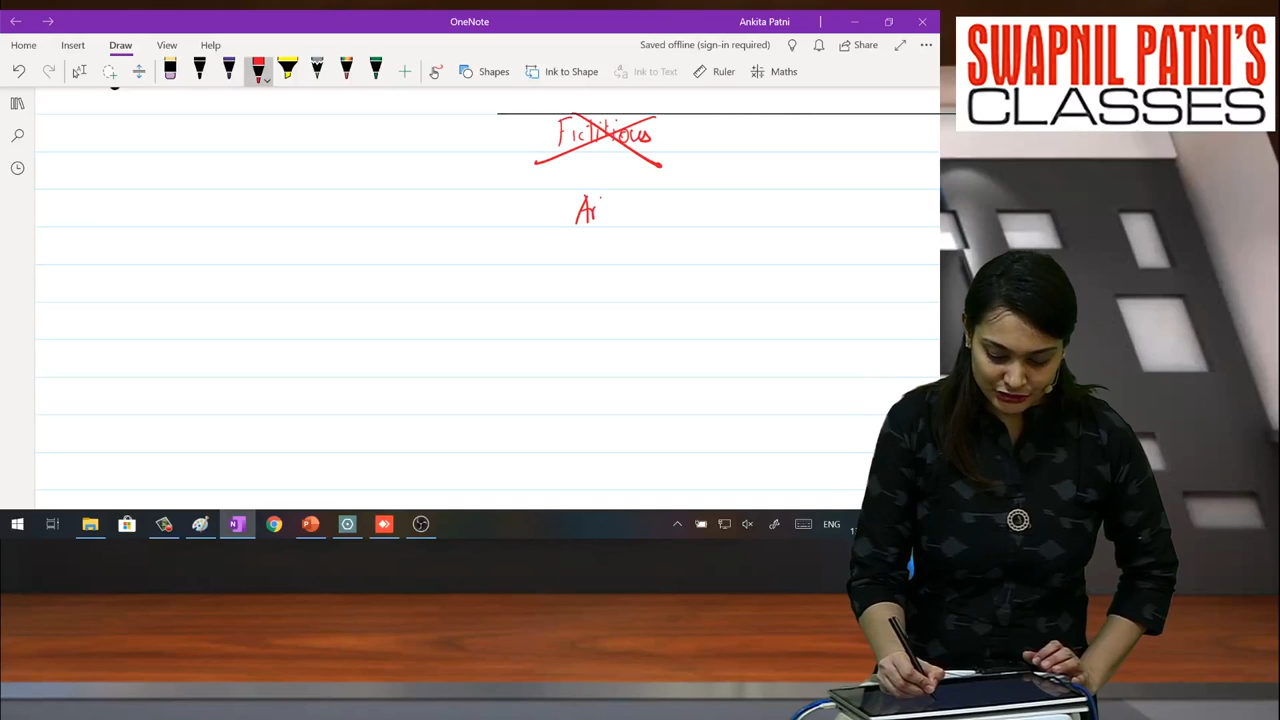 OneNote
Ankita Patni
Home Insert Draw View Help
Saved offline (sign-in required)
Share
Shapes
Ink to Shape
Ink to Text
Ruler
Maths
Fictitious
ENG
SWAPNIL PATNI'S
CLASSES